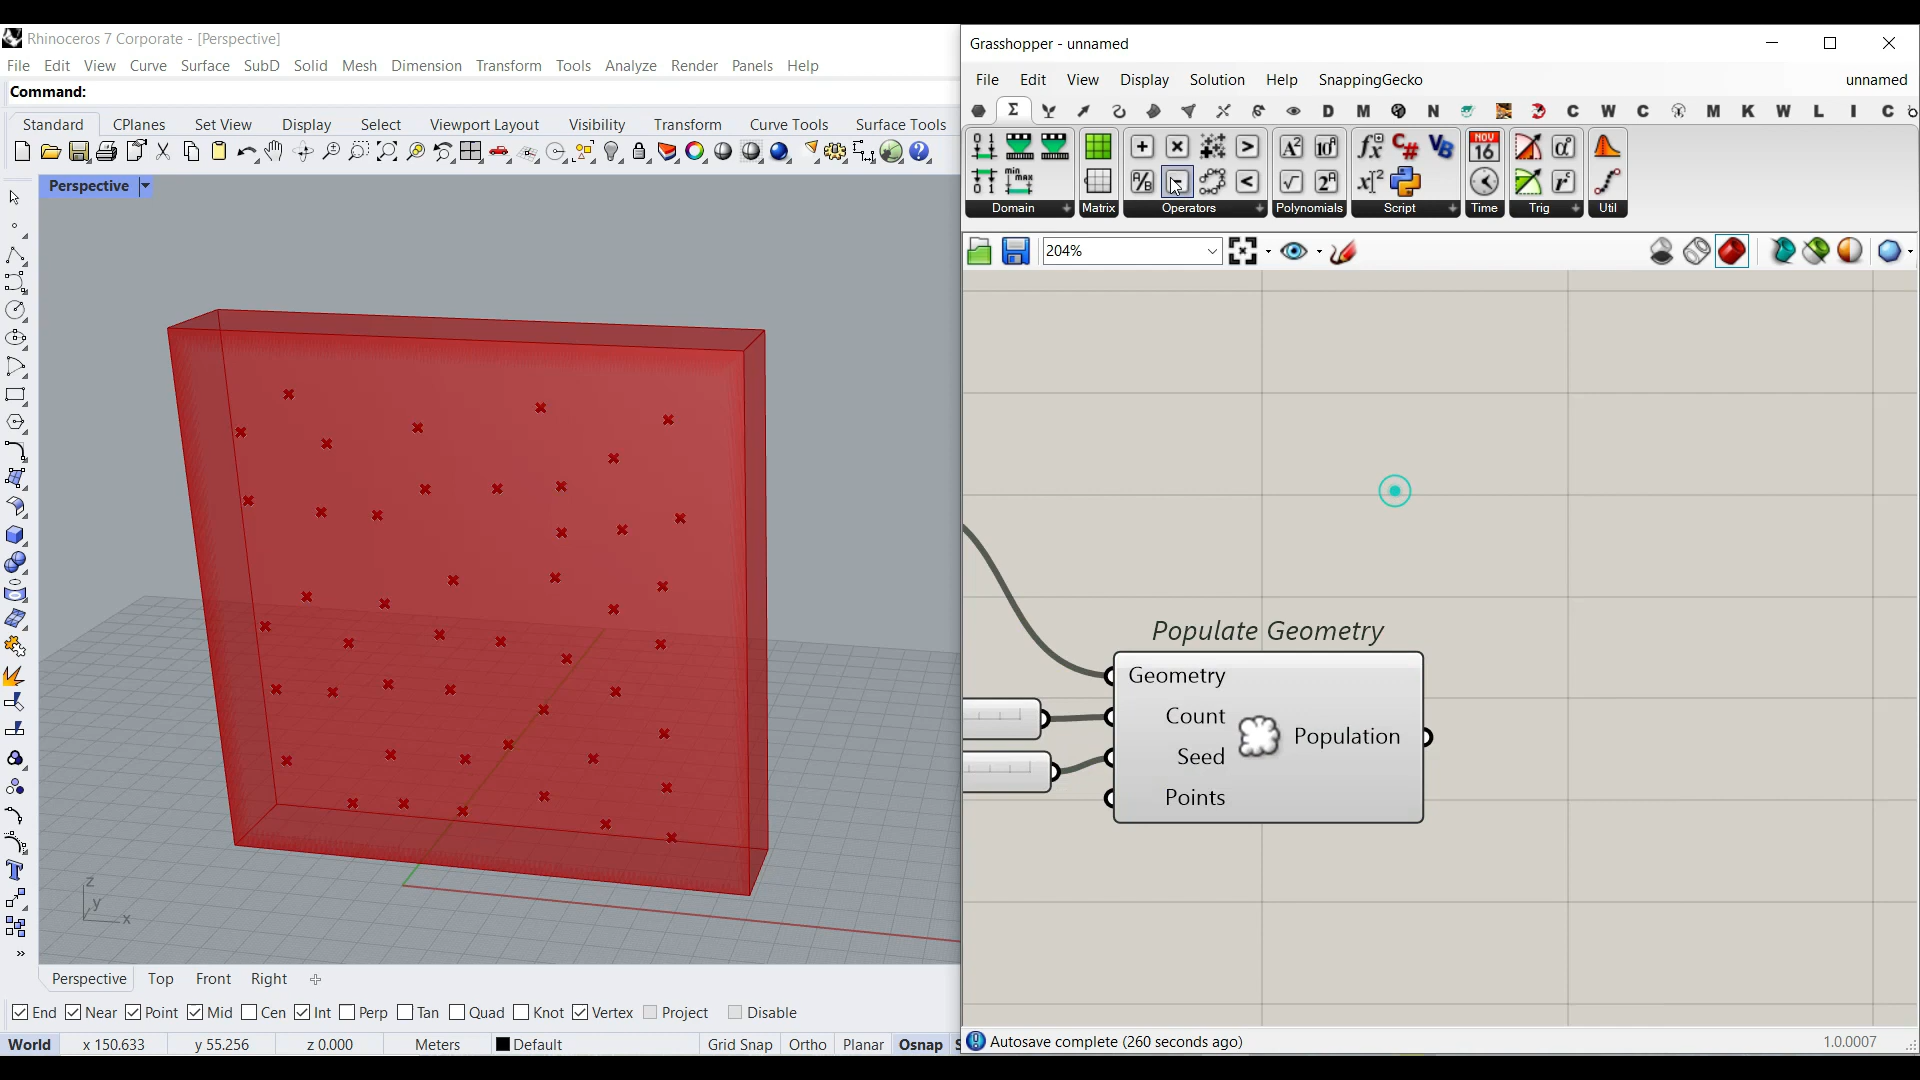 Rhinoceros 7 Corporate - [Perspective]
File Edit View Curve Surface SubD Solid Mesh Dimension Transform Tools Analyze Render Panels Help
Command:
Standard CPlanes Set View Display Select Viewport Layout Visibility Transform Curve Tools Surface Tools
Perspective
z
y
x
Perspective Top Front Right
End Near Point Mid Cen Int Perp Tan Quad Knot Vertex Project Disable
World x 150.633 y 55.256 z 0.000 Meters Default Grid Snap Ortho Planar Osnap
Grasshopper - unnamed
File Edit View Display Solution Help SnappingGecko unnamed
Σ D M N C W C M K W L I C
Domain Matrix Operators Polynomials Script Time Trig Util
204%
Populate Geometry
Geometry
Count
Seed
Points
Population
Autosave complete (260 seconds ago) 1.0.0007